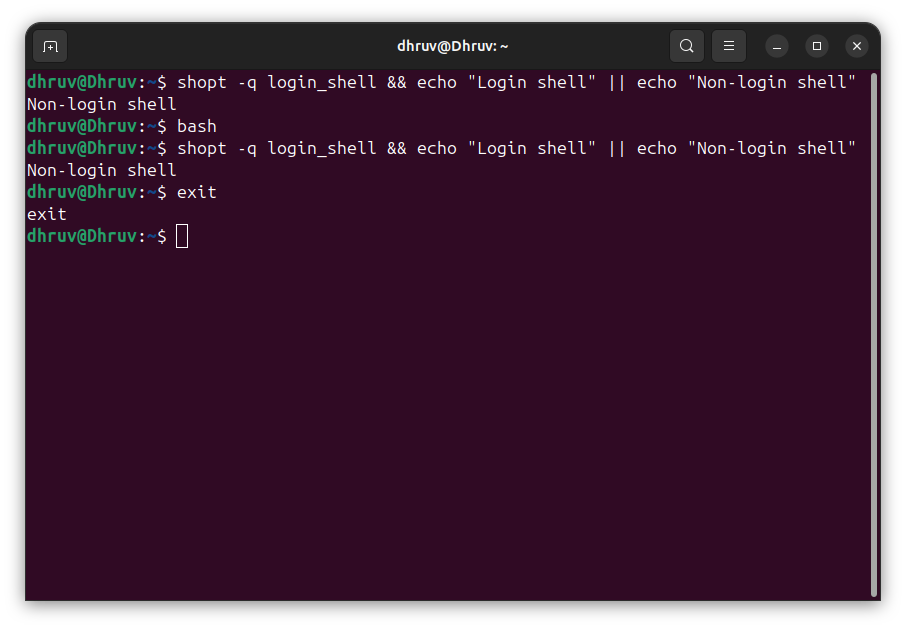 dhruv@Dhruv: ~
dhruv@Dhruv:~$ shopt -q login_shell && echo "Login shell" || echo "Non-login shell"
Non-login shell
dhruv@Dhruv:~$ bash
dhruv@Dhruv:~$ shopt -q login_shell && echo "Login shell" || echo "Non-login shell"
Non-login shell
dhruv@Dhruv:~$ exit
exit
dhruv@Dhruv:~$